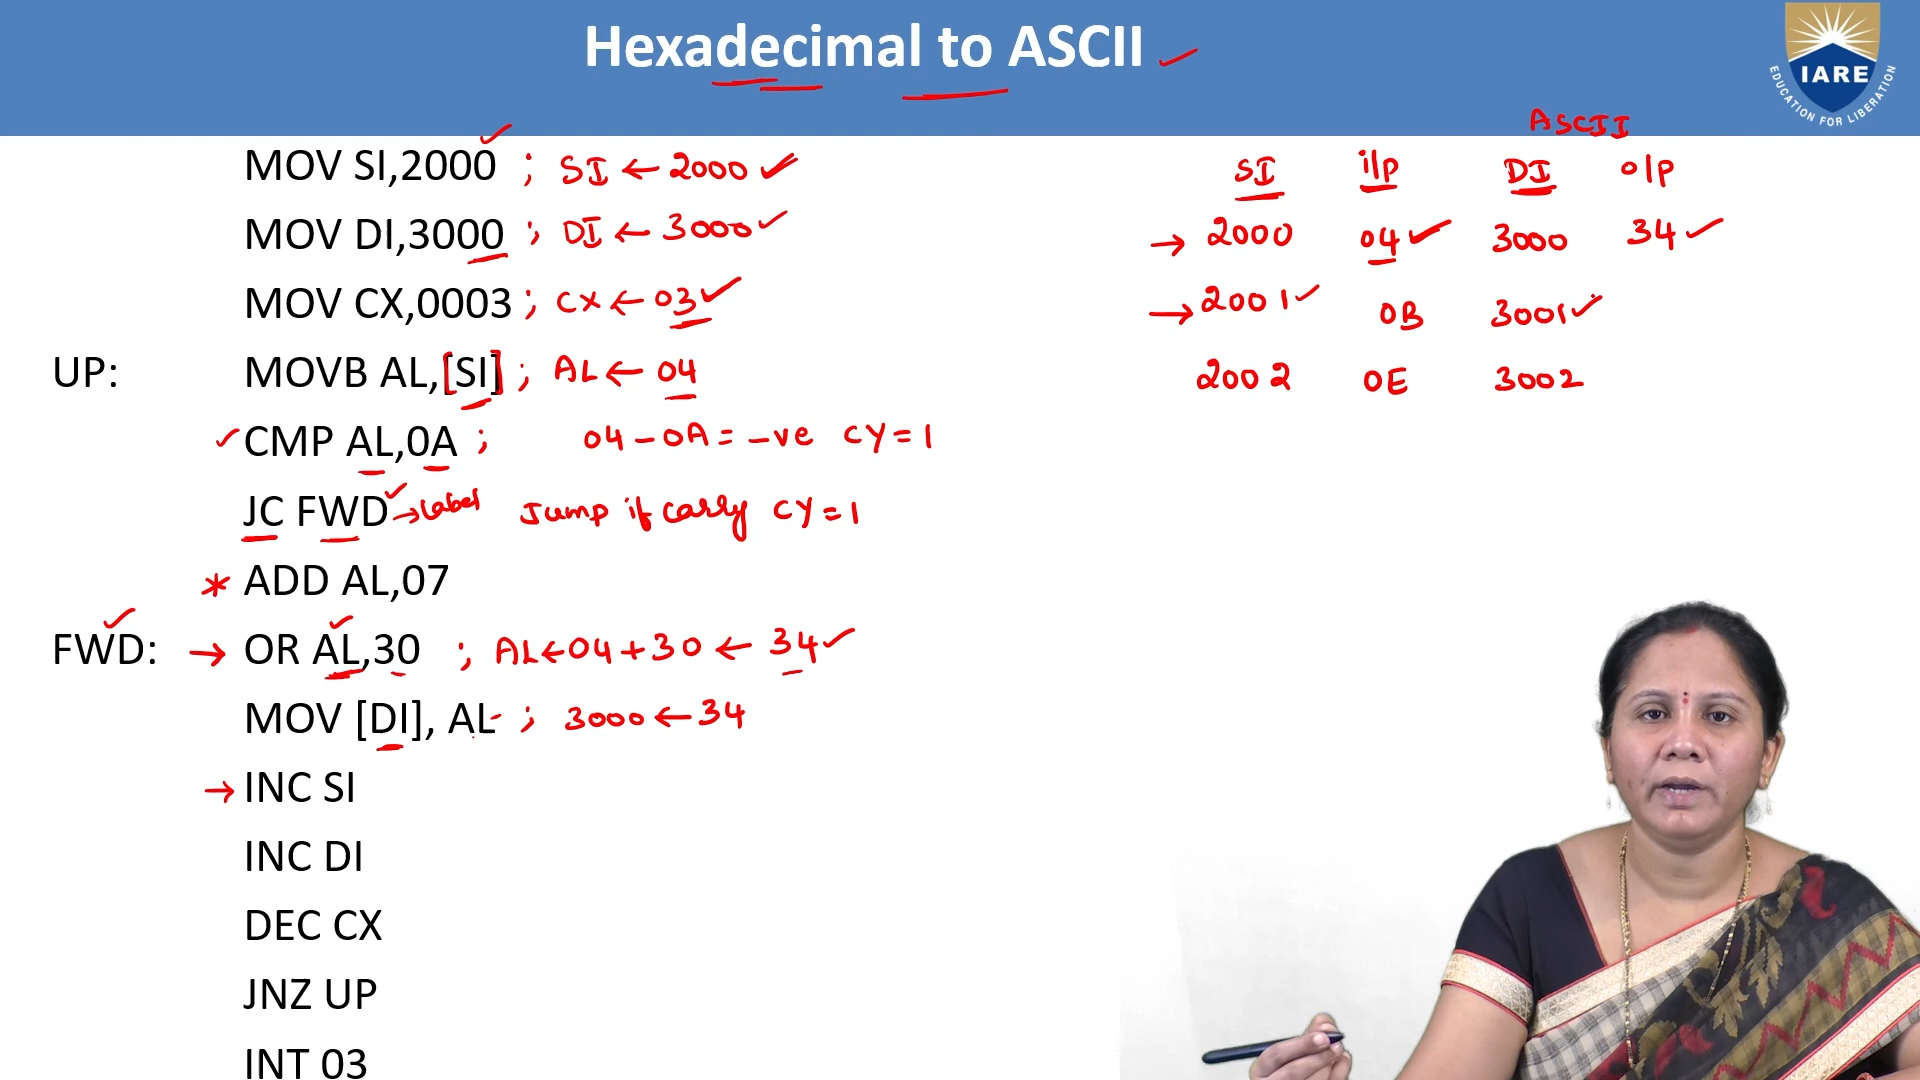 Hexadecimal to ASCII
IARE
EDUCATION FOR LIBERATION
MOV SI,2000 ; SI ← 2000
MOV DI,3000 ; DI ← 3000
MOV CX,0003 ; CX ← 03
UP: MOVB AL,[SI] ; AL ← 04
CMP AL,0A ; 04 - 0A = -ve CY = 1
JC FWD → Label Jump if carry CY = 1
* ADD AL,07
FWD: → OR AL,30 ; AL ← 04 + 30 ← 34
MOV [DI], AL ; 3000 ← 34
→ INC SI
INC DI
DEC CX
JNZ UP
INT 03
ASCII
SI i/p DI o/p
→ 2000 04 3000 34
→ 2001 0B 3001
2002 0E 3002